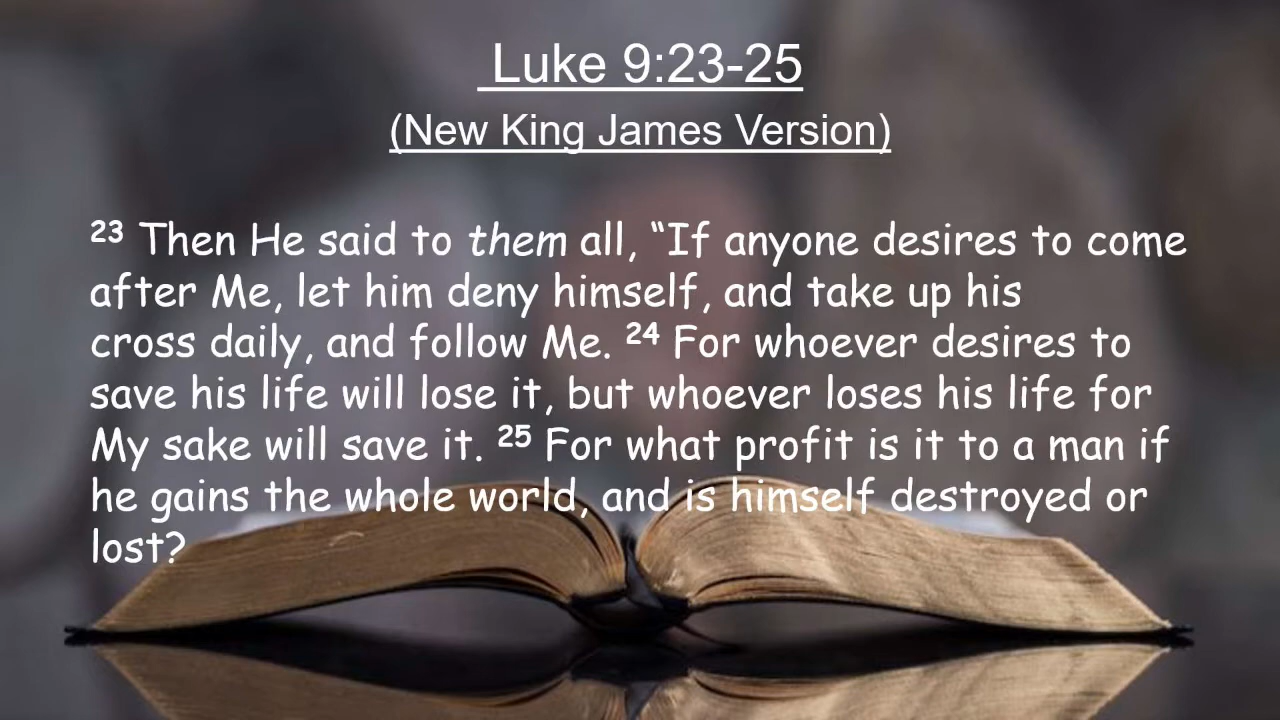 Luke 9:23-25
(New King James Version)
23 Then He said to them all, “If anyone desires to come
after Me, let him deny himself, and take up his
cross daily, and follow Me. 24 For whoever desires to
save his life will lose it, but whoever loses his life for
My sake will save it. 25 For what profit is it to a man if
he gains the whole world, and is himself destroyed or
lost?